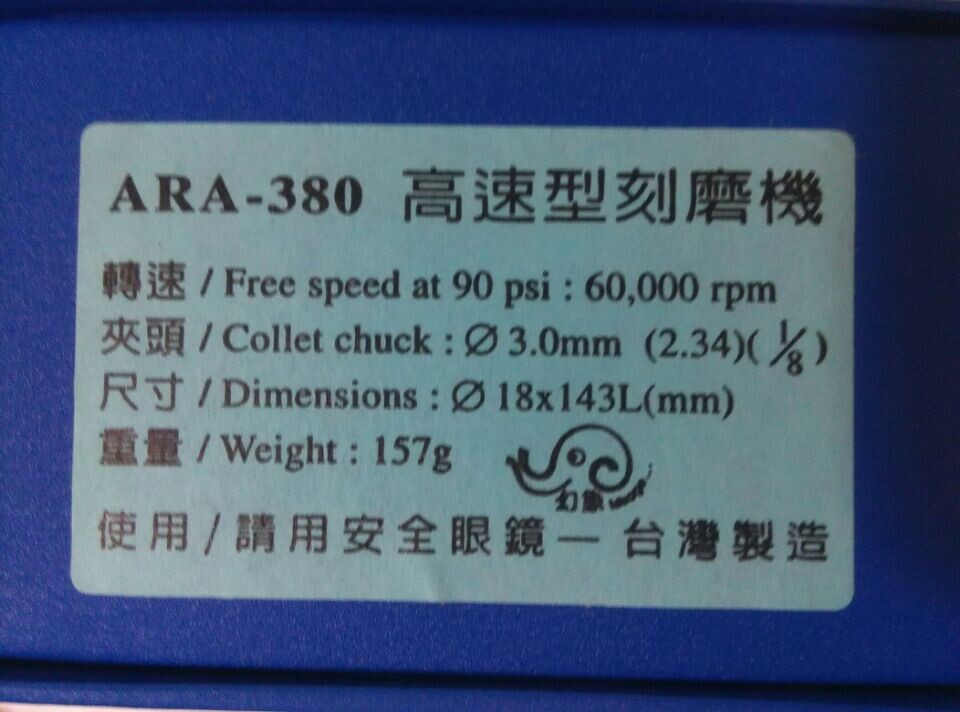 ARA-380 高速型刻磨機
轉速 / Free speed at 90 psi : 60,000 rpm
夾頭 / Collet chuck : Ø 3.0mm (2.34)(1/8)
尺寸 / Dimensions : Ø 18x143L(mm)
重量 / Weight : 157g
幻象
使用 / 請用安全眼鏡 — 台灣製造